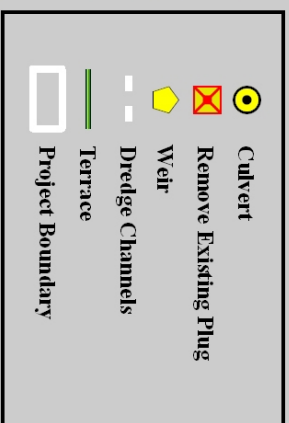 Culvert
Remove Existing Plug
Weir
Dredge Channels
Terrace
Project Boundary